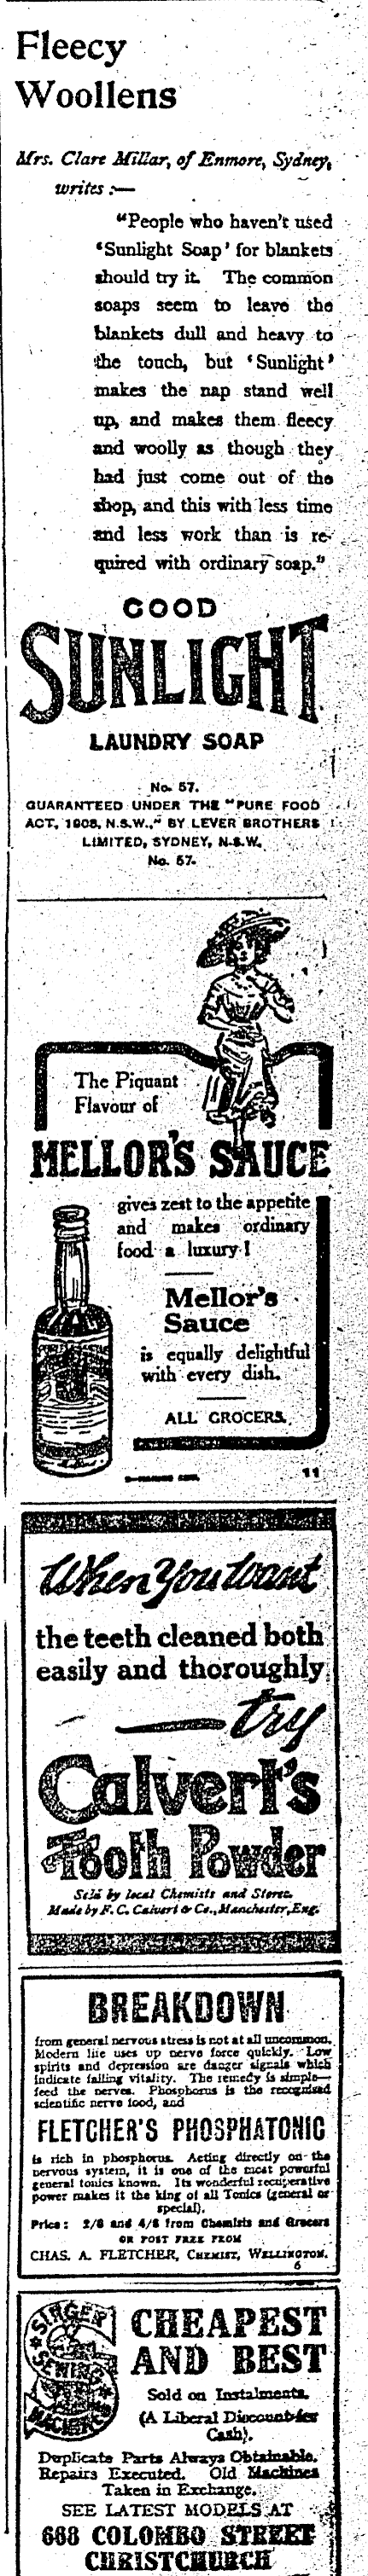 Fleecy
Woollens
Mrs. Clare Millar, of Enmore, Sydney,
writes :—
"People who haven't used
'Sunlight Soap' for blankets
should try it. The common
soaps seem to leave the
blankets dull and heavy to
the touch, but 'Sunlight'
makes the nap stand well
up, and makes them fleecy
and woolly as though they
had just come out of the
shop, and this with less time
and less work than is re-
quired with ordinary soap."
GOOD
SUNLIGHT
LAUNDRY SOAP
No. 57.
GUARANTEED UNDER THE "PURE FOOD
ACT, 1908, N.S.W.," BY LEVER BROTHERS
LIMITED, SYDNEY, N.S.W.
No. 57.
The Piquant
Flavour of
MELLOR'S SAUCE
gives zest to the appetite
and makes ordinary
food a luxury!
Mellor's
Sauce
is equally delightful
with every dish.
ALL GROCERS.
11
When You want
the teeth cleaned both
easily and thoroughly
— try
Calvert's
Tooth Powder
Sold by local Chemists and Stores.
Made by F. C. Calvert & Co., Manchester, Eng.
BREAKDOWN
from general nervous stress is not at all uncommon.
Modern life uses up nerve force quickly. Low
spirits and depression are danger signals which
indicate failing vitality. The remedy is simple—
feed the nerves. Phosphorus is the recognised
scientific nerve food, and
FLETCHER'S PHOSPHATONIC
is rich in phosphorus. Acting directly on the
nervous system, it is one of the most powerful
general tonics known. Its wonderful recuperative
power makes it the king of all Tonics (general or
special).
Price: 2/6 and 4/6 from Chemists and Grocers
OR POST FREE FROM
CHAS. A. FLETCHER, CHEMIST, WELLINGTON.
6
SINGER
SEWING
MACHINES
CHEAPEST
AND BEST
Sold on Instalments.
(A Liberal Discount for
Cash).
Duplicate Parts Always Obtainable.
Repairs Executed. Old Machines
Taken in Exchange.
SEE LATEST MODELS AT
688 COLOMBO STREET
CHRISTCHURCH